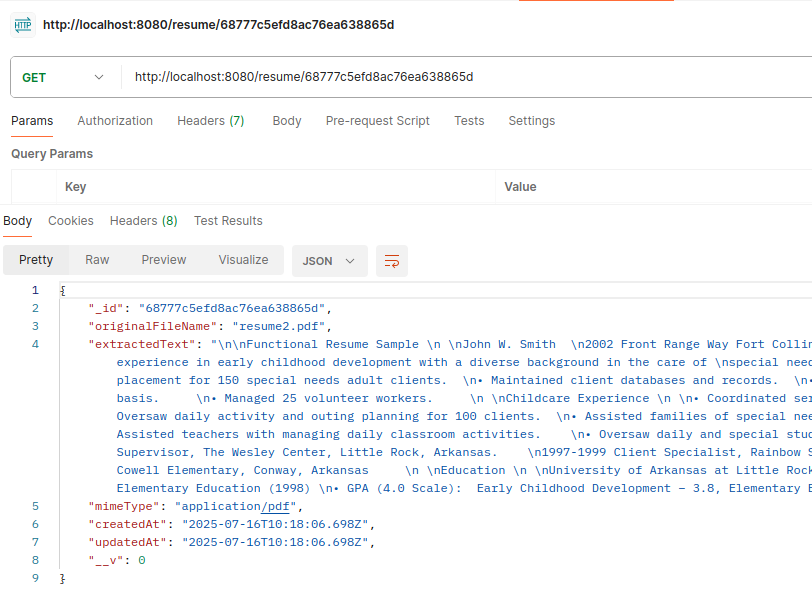 HTTP http://localhost:8080/resume/68777c5efd8ac76ea638865d
GET http://localhost:8080/resume/68777c5efd8ac76ea638865d
Params Authorization Headers (7) Body Pre-request Script Tests Settings
Query Params
Key Value
Body Cookies Headers (8) Test Results
Pretty Raw Preview Visualize JSON
1 {
2 "_id": "68777c5efd8ac76ea638865d",
3 "originalFileName": "resume2.pdf",
4 "extractedText": "\n\nFunctional Resume Sample \n \nJohn W. Smith  \n2002 Front Range Way Fort Collin
experience in early childhood development with a diverse background in the care of \nspecial need
placement for 150 special needs adult clients.  \n• Maintained client databases and records.  \n•
basis.     \n• Managed 25 volunteer workers.     \n \nChildcare Experience \n \n• Coordinated ser
Oversaw daily activity and outing planning for 100 clients.  \n• Assisted families of special nee
Assisted teachers with managing daily classroom activities.    \n• Oversaw daily and special stud
Supervisor, The Wesley Center, Little Rock, Arkansas.    \n1997-1999 Client Specialist, Rainbow S
Cowell Elementary, Conway, Arkansas     \n \nEducation \n \nUniversity of Arkansas at Little Rock
Elementary Education (1998) \n• GPA (4.0 Scale):  Early Childhood Development – 3.8, Elementary E
5 "mimeType": "application/pdf",
6 "createdAt": "2025-07-16T10:18:06.698Z",
7 "updatedAt": "2025-07-16T10:18:06.698Z",
8 "__v": 0
9 }